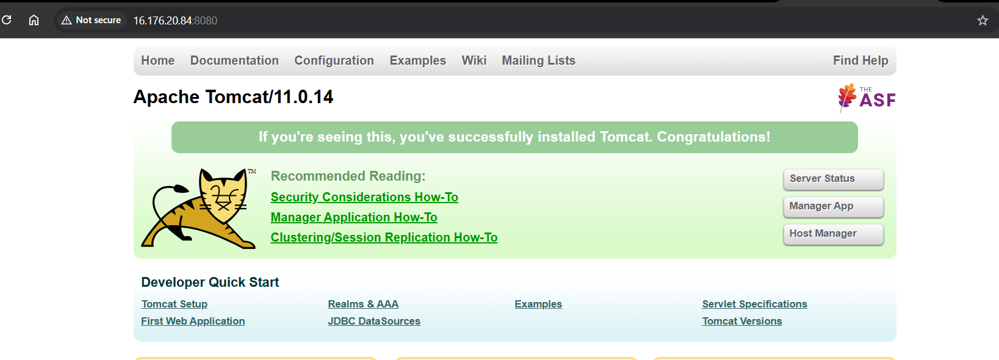 Not secure 16.176.20.84:8080
Home Documentation Configuration Examples Wiki Mailing Lists Find Help
Apache Tomcat/11.0.14
THE
ASF
If you're seeing this, you've successfully installed Tomcat. Congratulations!
TM
Recommended Reading:
Security Considerations How-To
Manager Application How-To
Clustering/Session Replication How-To
Server Status
Manager App
Host Manager
Developer Quick Start
Tomcat Setup
First Web Application
Realms & AAA
JDBC DataSources
Examples
Servlet Specifications
Tomcat Versions